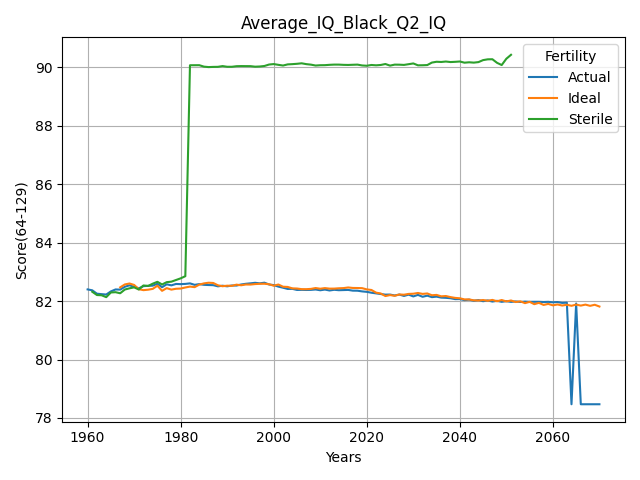 Average_IQ_Black_Q2_IQ
Score(64-129)
90
88
86
84
82
80
78
Fertility
Actual
Ideal
Sterile
1960
1980
2000
2020
2040
2060
Years